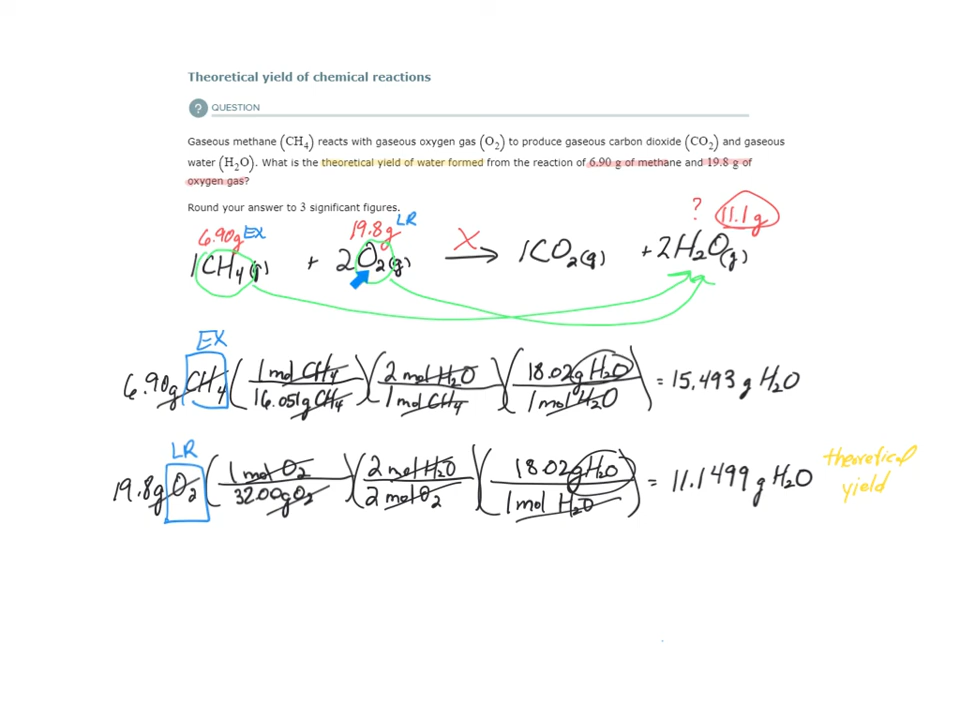 Theoretical yield of chemical reactions
? QUESTION
Gaseous methane (CH₄) reacts with gaseous oxygen gas (O₂) to produce gaseous carbon dioxide (CO₂) and gaseous
water (H₂O). What is the theoretical yield of water formed from the reaction of 6.90 g of methane and 19.8 g of
oxygen gas?
Round your answer to 3 significant figures.
6.90g EX 19.8g LR X ? 11.1 g
1CH₄(g) + 2O₂(g) → 1CO₂(g) + 2H₂O(g)
EX
6.90g CH₄ (1 mol CH₄ / 16.051g CH₄)(2 mol H₂O / 1 mol CH₄)(18.02g H₂O / 1 mol H₂O) = 15.493 g H₂O
LR
19.8g O₂ (1 mol O₂ / 32.00g O₂)(2 mol H₂O / 2 mol O₂)(18.02g H₂O / 1 mol H₂O) = 11.1499 g H₂O
theoretical
yield